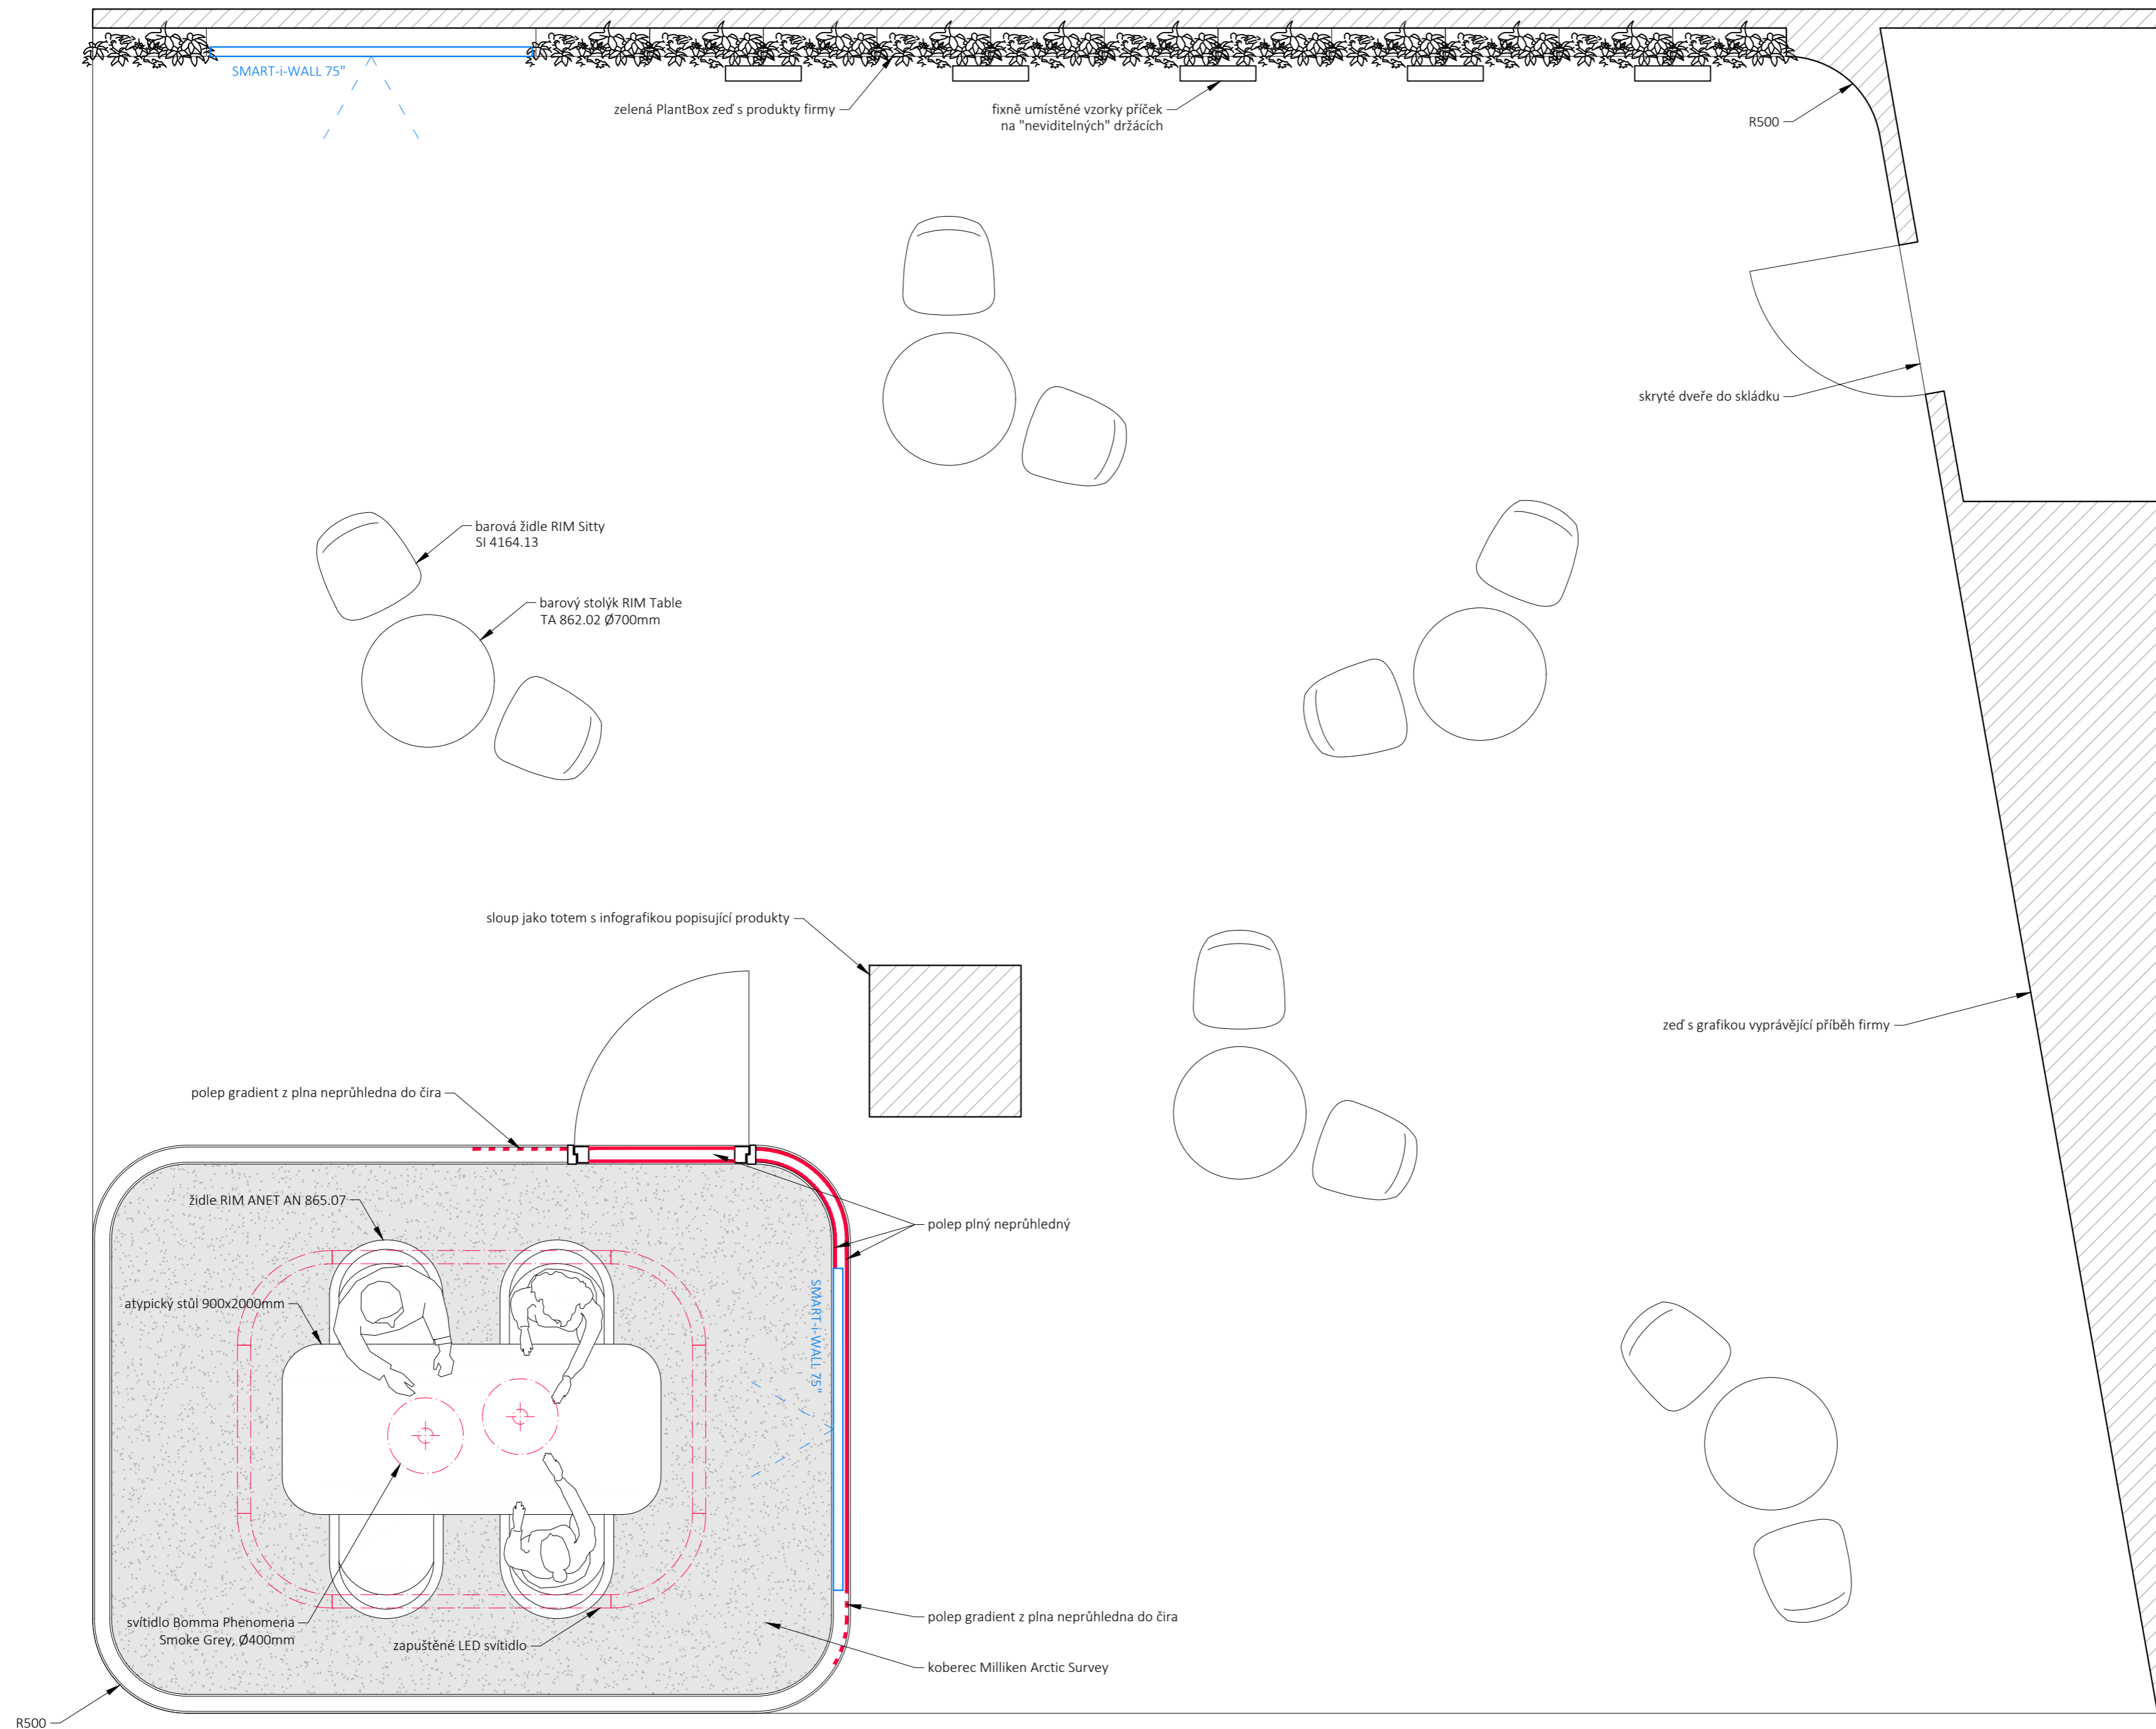 SMART-i-WALL 75"
zelená PlantBox zeď s produkty firmy
fixně umístěné vzorky příček
na "neviditelných" držácích
R500
skryté dveře do skládku
barová židle RIM Sitty
SI 4164.13
barový stolýk RIM Table
TA 862.02 Ø700mm
sloup jako totem s infografikou popisující produkty
zeď s grafikou vyprávějící příběh firmy
polep gradient z plna neprůhledna do čira
židle RIM ANET AN 865.07
polep plný neprůhledný
atypický stůl 900x2000mm
SMART-i-WALL 75"
svítidlo Bomma Phenomena
Smoke Grey, Ø400mm
zapuštěné LED svítidlo
polep gradient z plna neprůhledna do čira
koberec Milliken Arctic Survey
R500